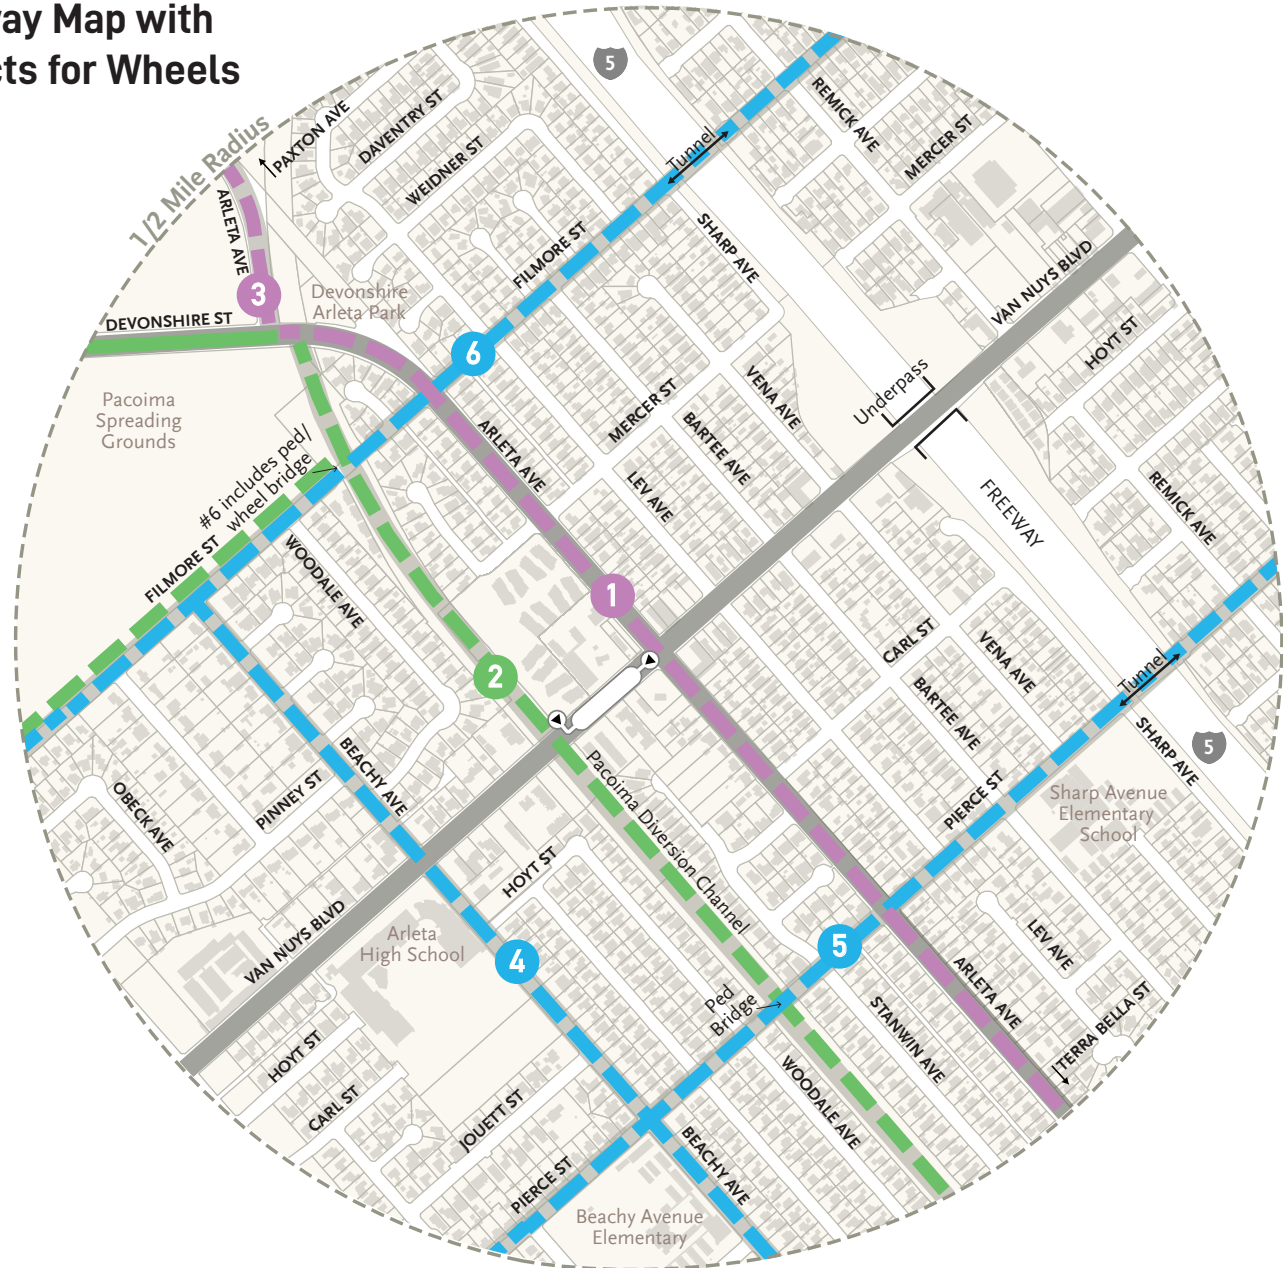 way Map with
cts for Wheels
1/2 Mile Radius
5
PAXTON AVE
DAVENTRY ST
WEIDNER ST
REMICK AVE
MERCER ST
Tunnel
ARLETA AVE
SHARP AVE
FILMORE ST
VAN NUYS BLVD
3
Devonshire
Arleta Park
DEVONSHIRE ST
HOYT ST
6
Underpass
Pacoima
Spreading
Grounds
MERCER ST
VENA AVE
BARTEE AVE
ARLETA AVE
LEV AVE
#6 includes ped/
wheel bridge
FREEWAY
REMICK AVE
FILMORE ST
WOODALE AVE
1
CARL ST
VENA AVE
2
Tunnel
BARTEE AVE
SHARP AVE
5
BEACHY AVE
Pacoima Diversion Channel
OBECK AVE
PINNEY ST
PIERCE ST
Sharp Avenue
Elementary
School
HOYT ST
VAN NUYS BLVD
Arleta
High School
4
5
LEV AVE
ARLETA AVE
Ped
Bridge
TERRA BELLA ST
STANWIN AVE
HOYT ST
WOODALE AVE
CARL ST
JOUETT ST
BEACHY AVE
PIERCE ST
Beachy Avenue
Elementary